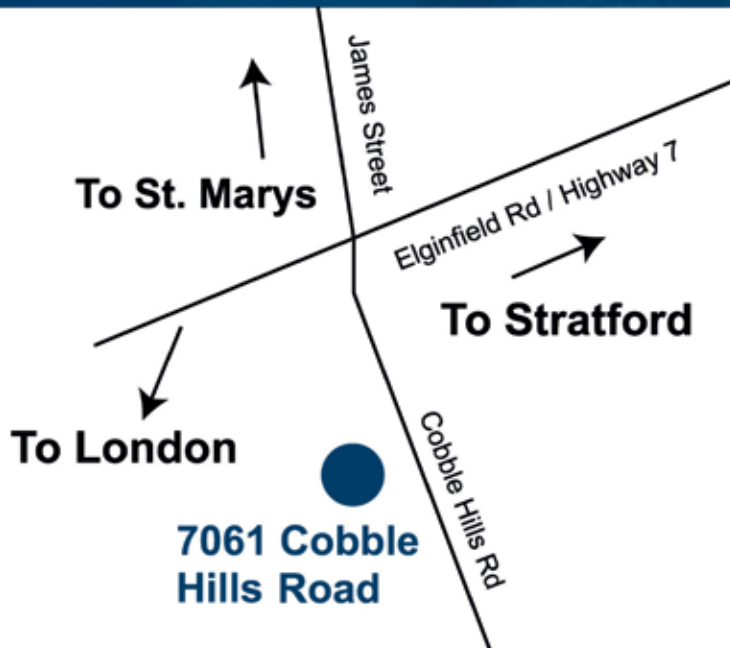 James Street
To St. Marys
Elginfield Rd / Highway 7
To Stratford
To London
Cobble Hills Rd
7061 Cobble
Hills Road